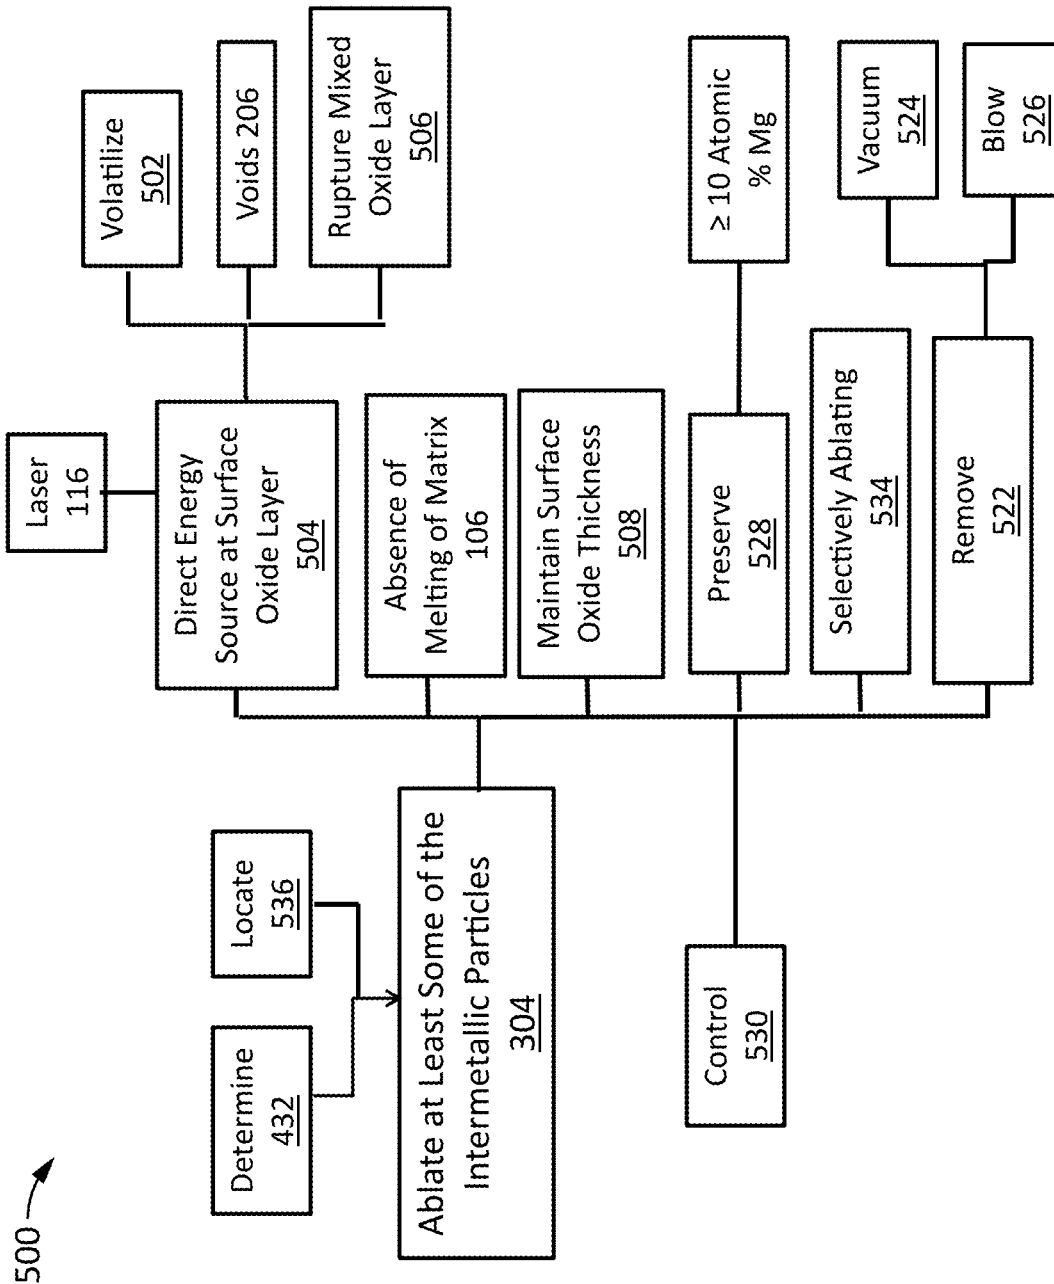 500
Determine
432
Locate
536
Ablate at Least Some of the
Intermetallic Particles
304
Control
530
Laser
116
Direct Energy
Source at Surface
Oxide Layer
504
Absence of
Melting of Matrix
106
Maintain Surface
Oxide Thickness
508
Preserve
528
Selectively Ablating
534
Remove
522
Volatilize
502
Voids 206
Rupture Mixed
Oxide Layer
506
≥ 10 Atomic
% Mg
Vacuum
524
Blow
526